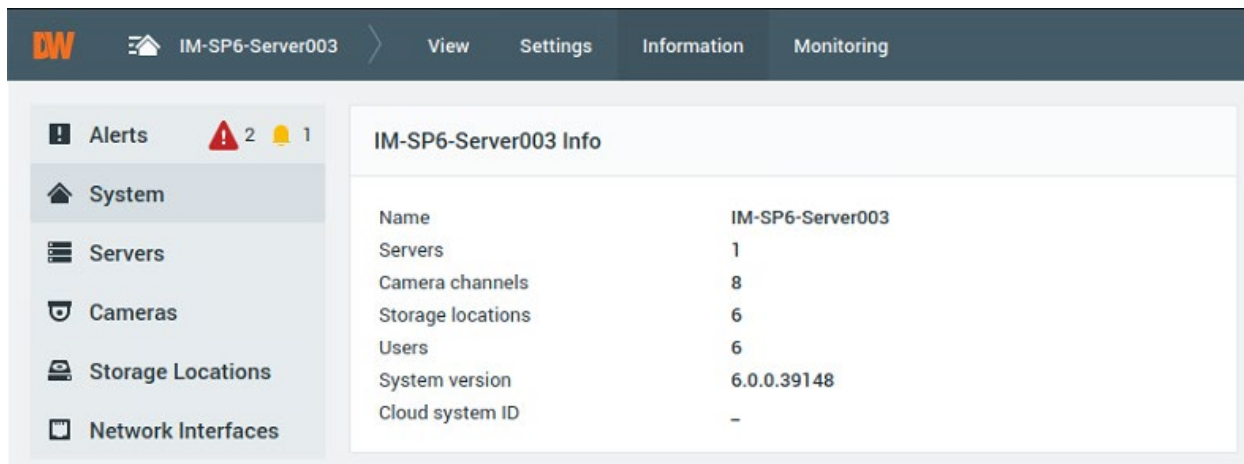 DW IM-SP6-Server003 View Settings Information Monitoring
Alerts 2 1
System
Servers
Cameras
Storage Locations
Network Interfaces
IM-SP6-Server003 Info
Name IM-SP6-Server003
Servers 1
Camera channels 8
Storage locations 6
Users 6
System version 6.0.0.39148
Cloud system ID –